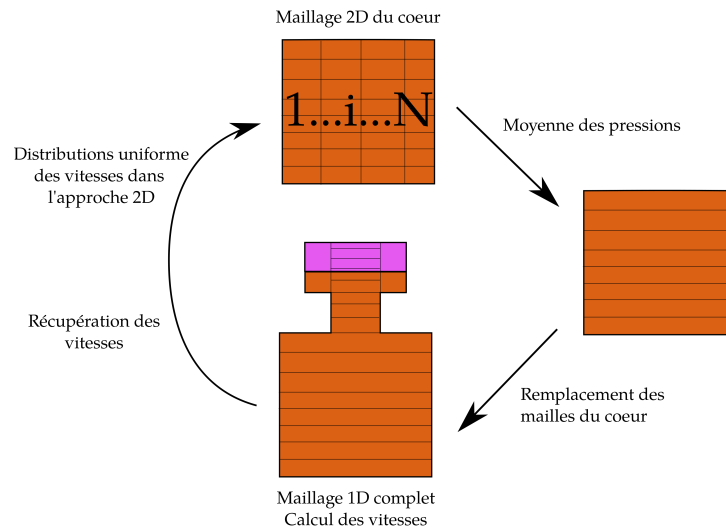 Maillage 2D du coeur
1...i...N
Moyenne des pressions
Distributions uniforme
des vitesses dans
l'approche 2D
Récupération des
vitesses
Remplacement des
mailles du coeur
Maillage 1D complet
Calcul des vitesses